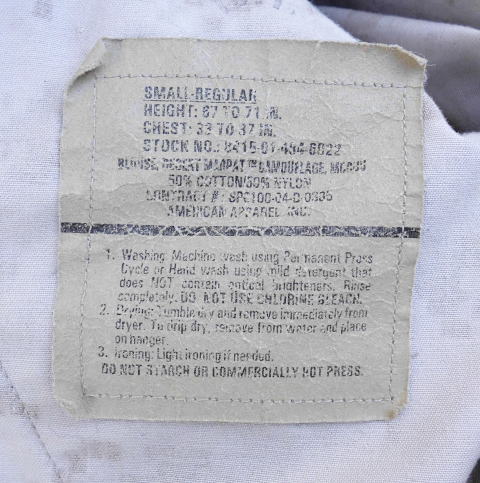 SMALL-REGULAR
HEIGHT: 67 TO 71 IN.
CHEST: 33 TO 37 IN.
STOCK NO.: 8415-01-494-
BLOUSE, DESERT MARPAT™ CAMOUFLAGE, MCCUU
50% COTTON/50% NYLON
CONTRACT #: SPO100-04-D-
AMERICAN APPAREL, INC.
1. Washing: Machine wash using Permanent Press
Cycle or Hand wash using mild detergent that
does NOT contain optical brighteners. Rinse
completely. DO NOT USE CHLORINE BLEACH.
2. Drying: Tumble dry and remove immediately from
dryer. To drip dry, remove from water and place
on hanger.
3. Ironing: Light ironing if needed.
DO NOT STARCH OR COMMERCIALLY HOT PRESS.